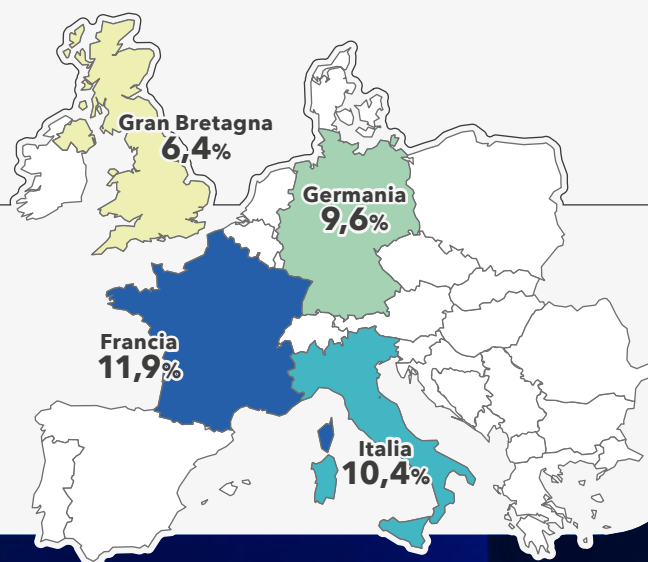 Gran Bretagna
6,4%
Germania
9,6%
Francia
11,9%
Italia
10,4%